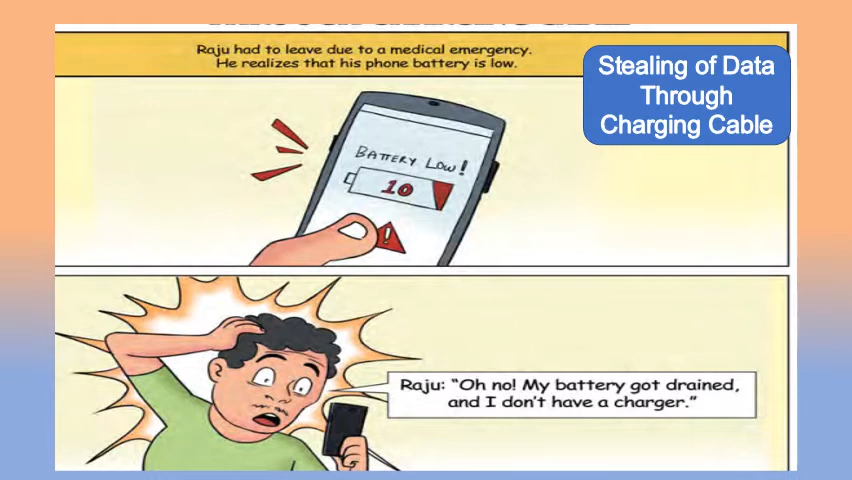 Raju had to leave due to a medical emergency.
He realizes that his phone battery is low.
Stealing of Data
Through
Charging Cable
BATTERY LOW!
10
!
Raju: “Oh no! My battery got drained,
and I don't have a charger.”